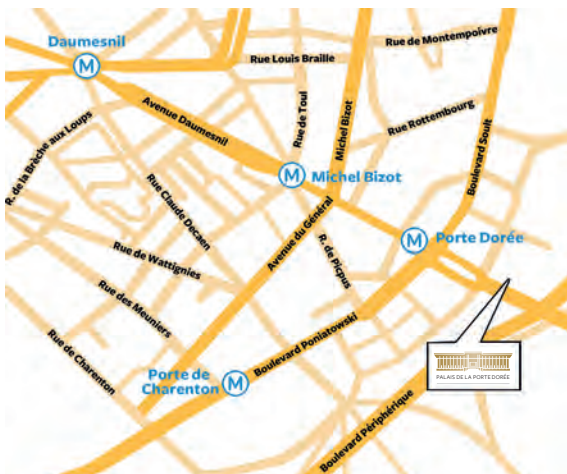 Daumesnil
M
Rue de Montempoivre
Rue Louis Braille
Avenue Daumesnil
Rue de Toul
Michel Bizot
Rue Rottembourg
Boulevard Soult
R. de la Brèche aux Loups
M
Michel Bizot
Rue Claude Decaen
Avenue du Général
R. de Picpus
M
Porte Dorée
Rue de Wattignies
Rue des Meuniers
Rue de Charenton
Porte de
Charenton
M
Boulevard Poniatowski
Boulevard Périphérique
PALAIS DE LA PORTE DORÉE